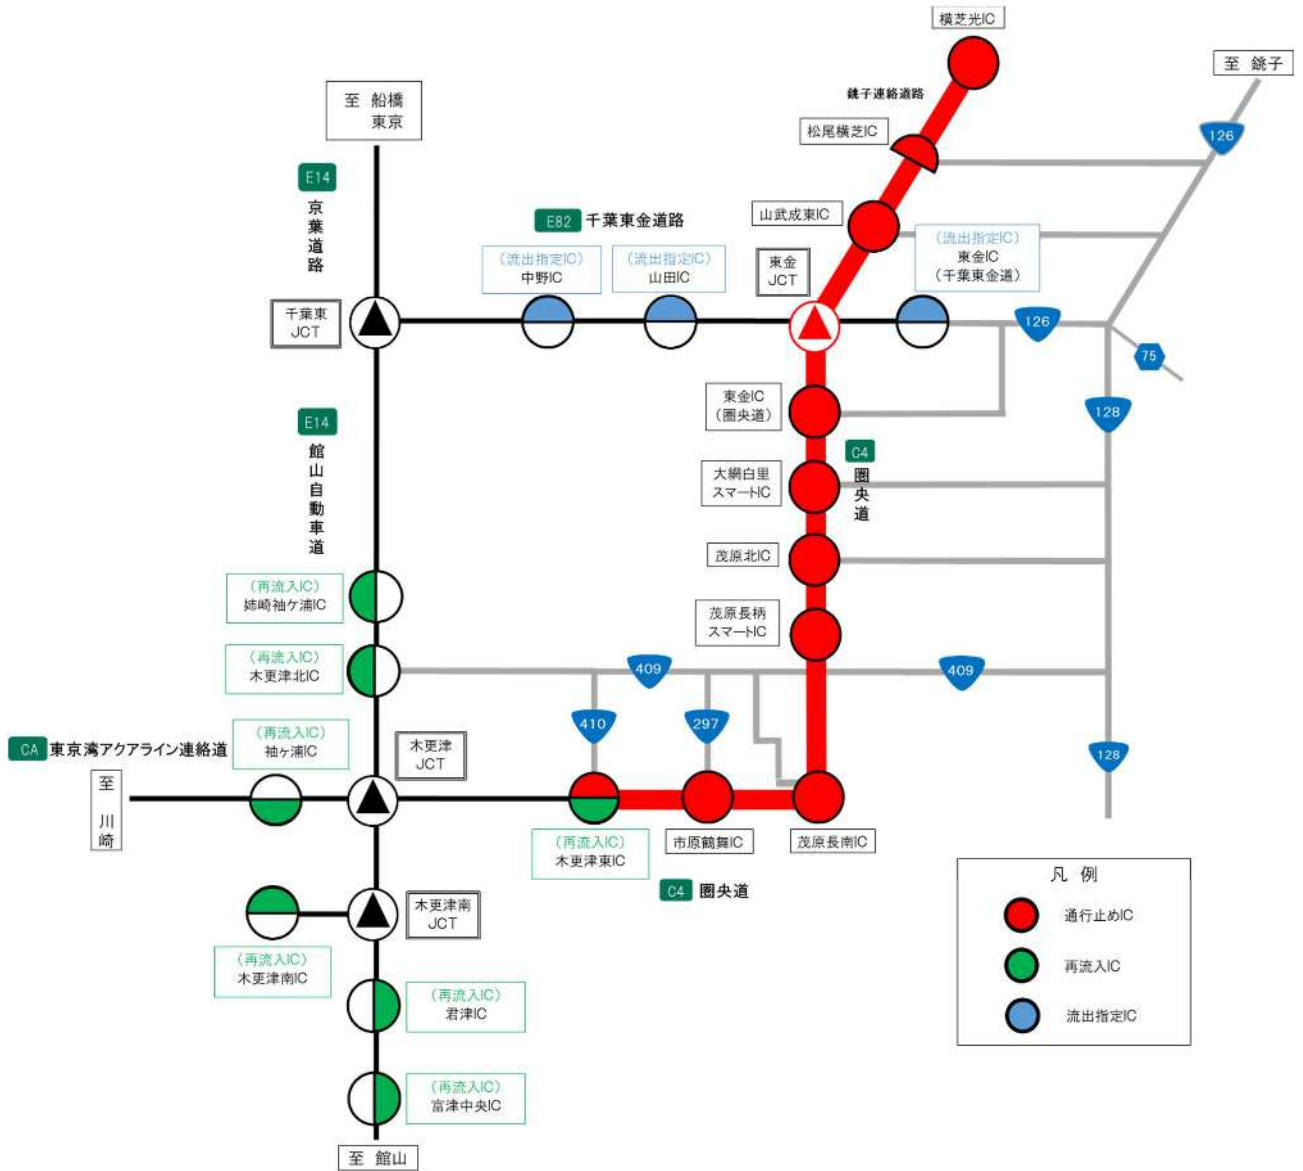 横芝光IC
至 銚子
銚子連絡道路
126
松尾横芝IC
至 船橋
東京
E14
京葉道路
E82 千葉東金道路
山武成東IC
(流出指定IC)
中野IC
(流出指定IC)
山田IC
東金
JCT
(流出指定IC)
東金IC
(千葉東金道)
千葉東
JCT
126
75
東金IC
(圏央道)
128
E14
館山自動車道
C4
圏央道
大網白里
スマートIC
茂原北IC
(再流入IC)
姉崎袖ケ浦IC
茂原長柄
スマートIC
(再流入IC)
木更津北IC
409
409
410
297
128
CA 東京湾アクアライン連絡道
(再流入IC)
袖ヶ浦IC
木更津
JCT
至 川崎
(再流入IC)
木更津東IC
市原鶴舞IC
茂原長南IC
C4 圏央道
木更津南
JCT
(再流入IC)
木更津南IC
(再流入IC)
君津IC
(再流入IC)
富津中央IC
至 館山
凡 例
通行止めIC
再流入IC
流出指定IC